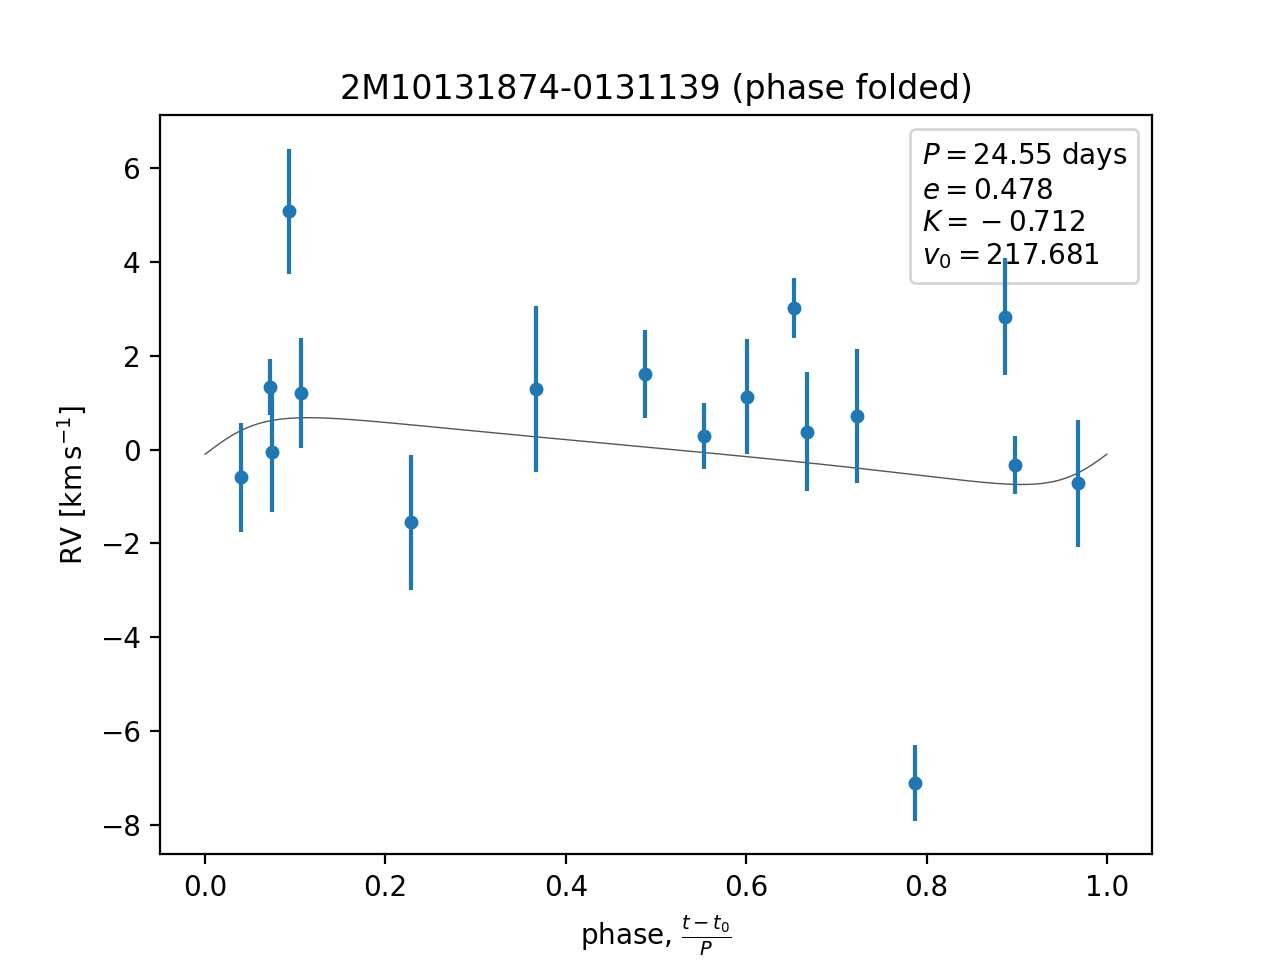 2M10131874-0131139 (phase folded)
P = 24.55 days
e = 0.478
K = −0.712
v₀ = 217.681
RV [km s⁻¹]
6
4
2
0
−2
−4
−6
−8
0.0 0.2 0.4 0.6 0.8 1.0
phase, (t − t₀)/P